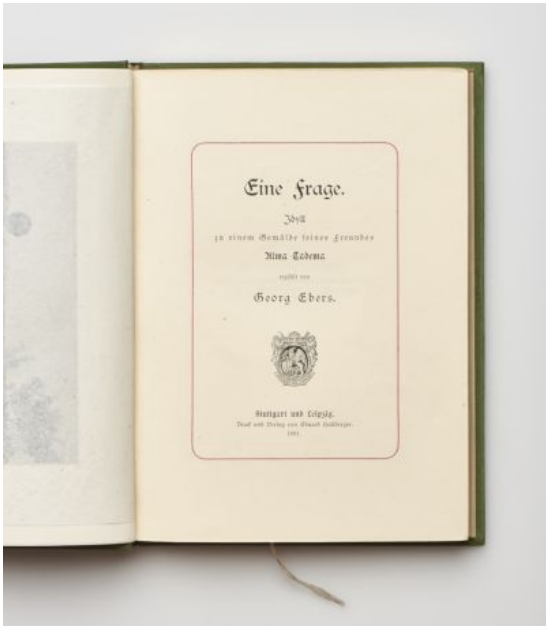 Eine Frage.
Idyll
zu einem Gemälde seines Freundes
Alma Tadema
erzählt von
Georg Ebers.
Stuttgart und Leipzig.
Druck und Verlag von Eduard Hallberger.
1881.